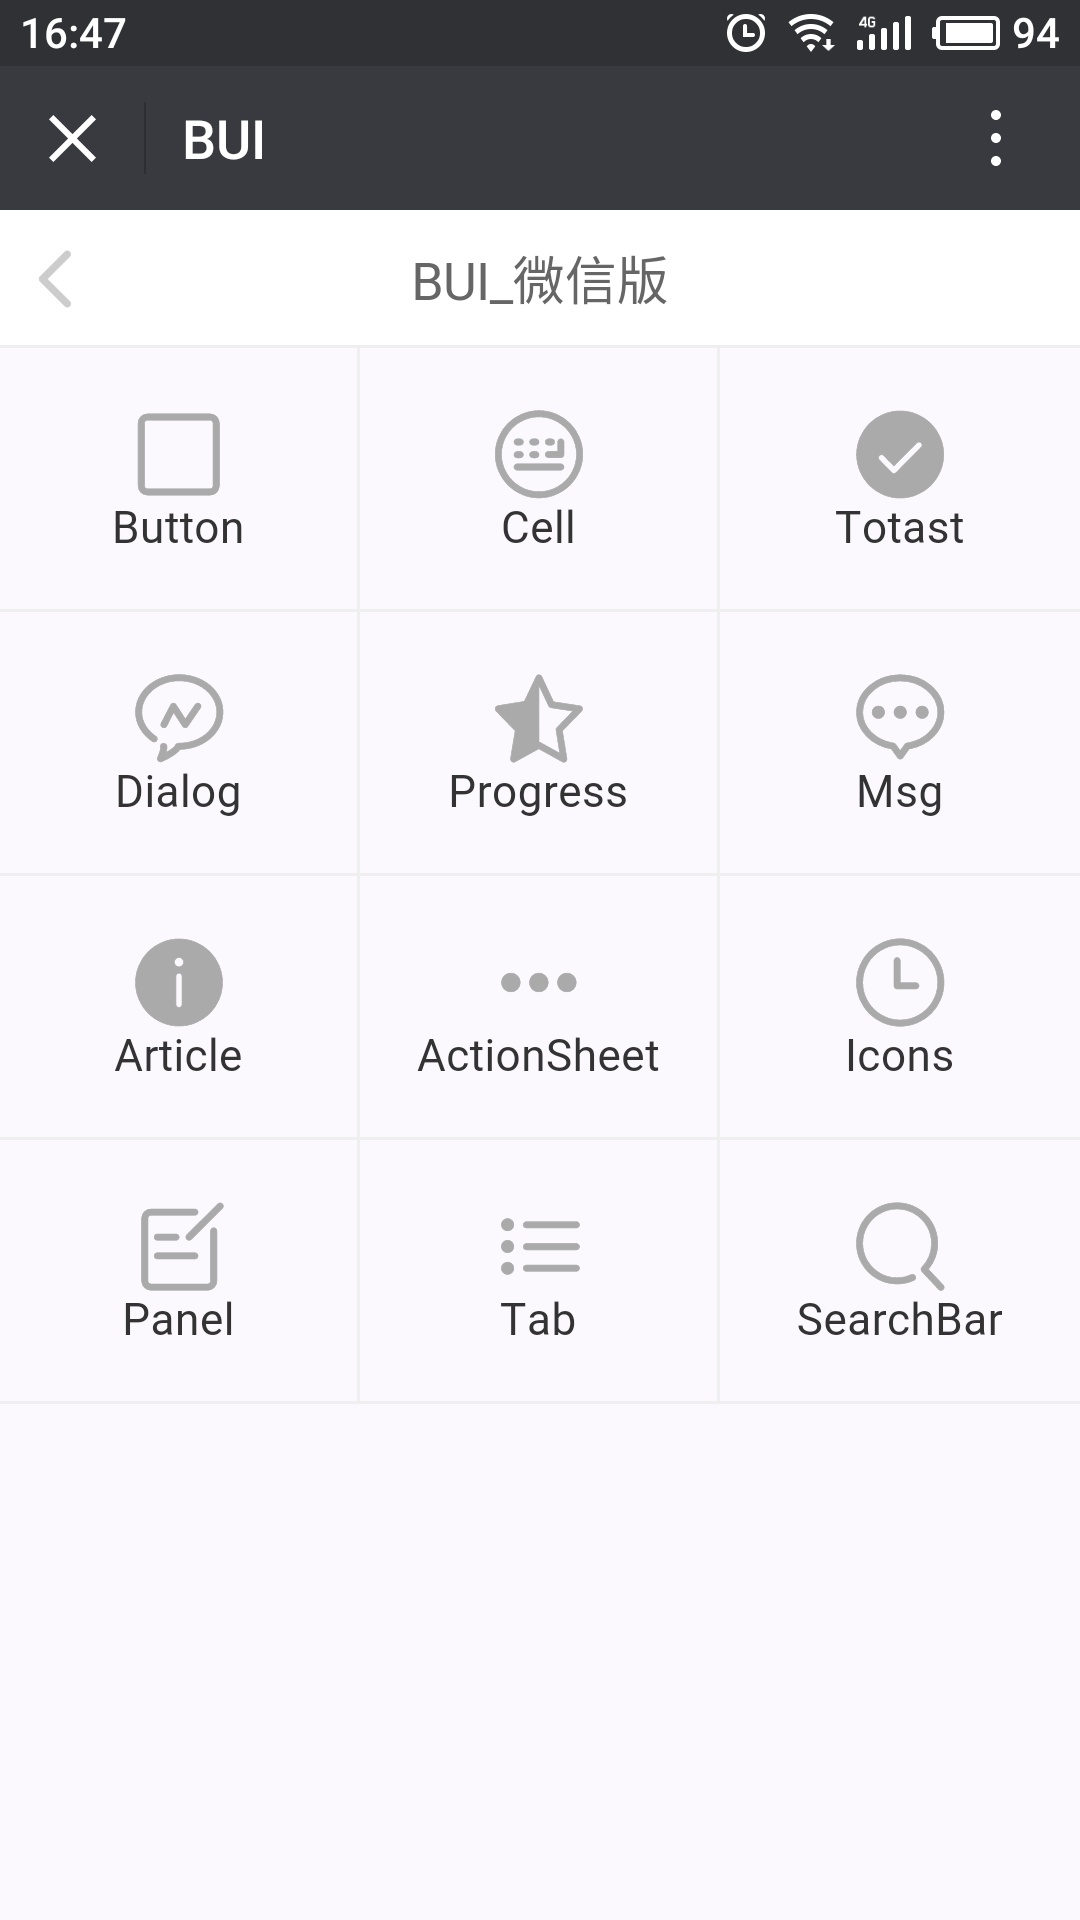 16:47 4G 94
BUI
BUI_微信版
Button Cell Totast
Dialog Progress Msg
Article ActionSheet Icons
Panel Tab SearchBar